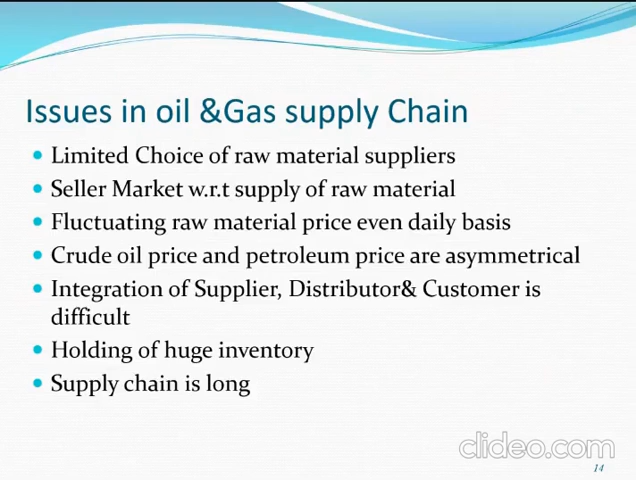 Issues in oil &Gas supply Chain
Limited Choice of raw material suppliers
Seller Market w.r.t supply of raw material
Fluctuating raw material price even daily basis
Crude oil price and petroleum price are asymmetrical
Integration of Supplier, Distributor& Customer is
difficult
Holding of huge inventory
Supply chain is long
clideo.com
14